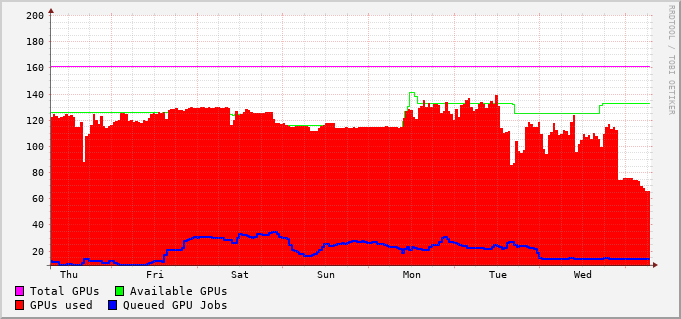 200
180
160
140
120
100
80
60
40
20
Thu Fri Sat Sun Mon Tue Wed
Total GPUs Available GPUs
GPUs used Queued GPU Jobs
RRDTOOL / TOBI OETIKER